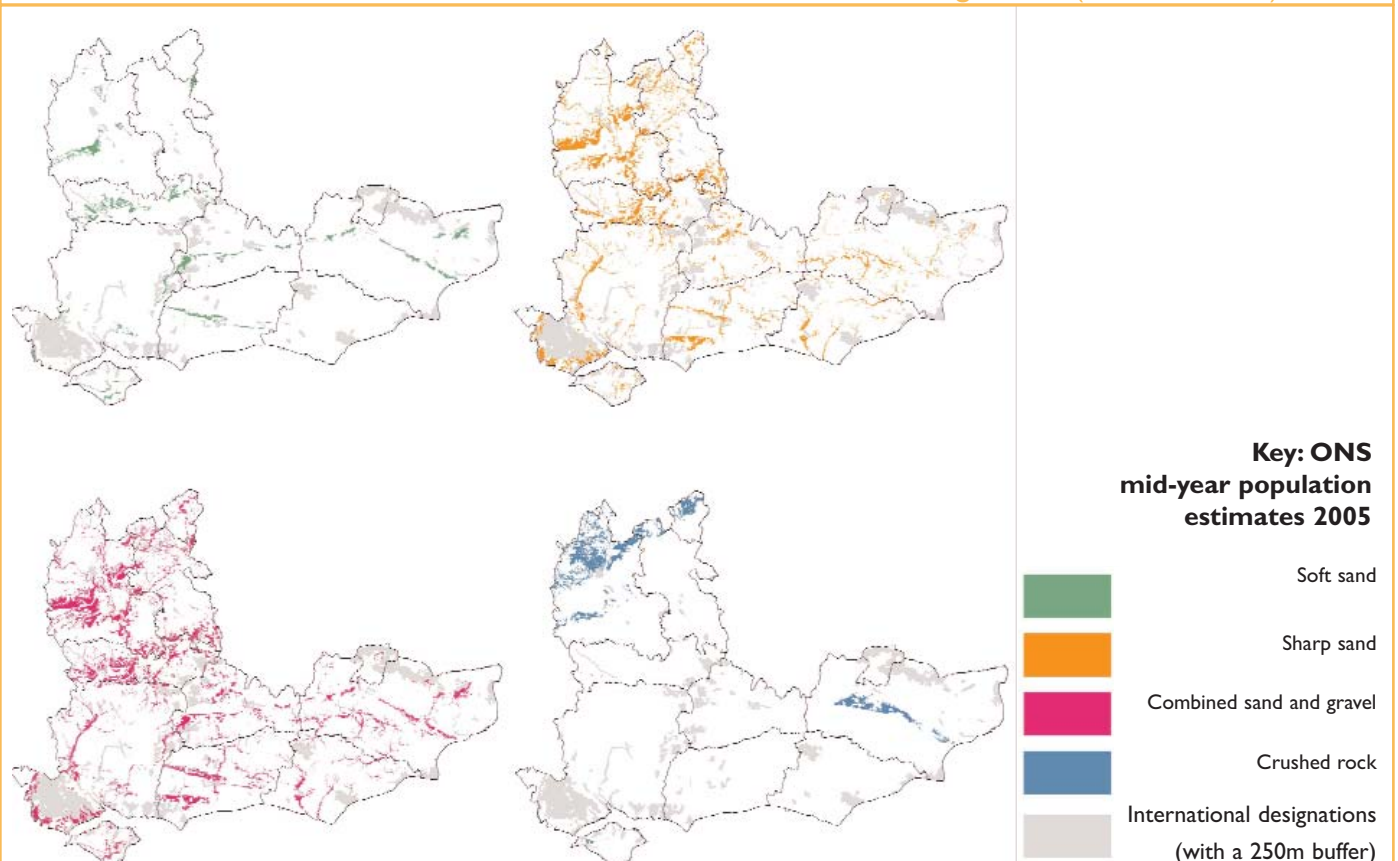 Key: ONS
mid-year population
estimates 2005
Soft sand
Sharp sand
Combined sand and gravel
Crushed rock
International designations
(with a 250m buffer)